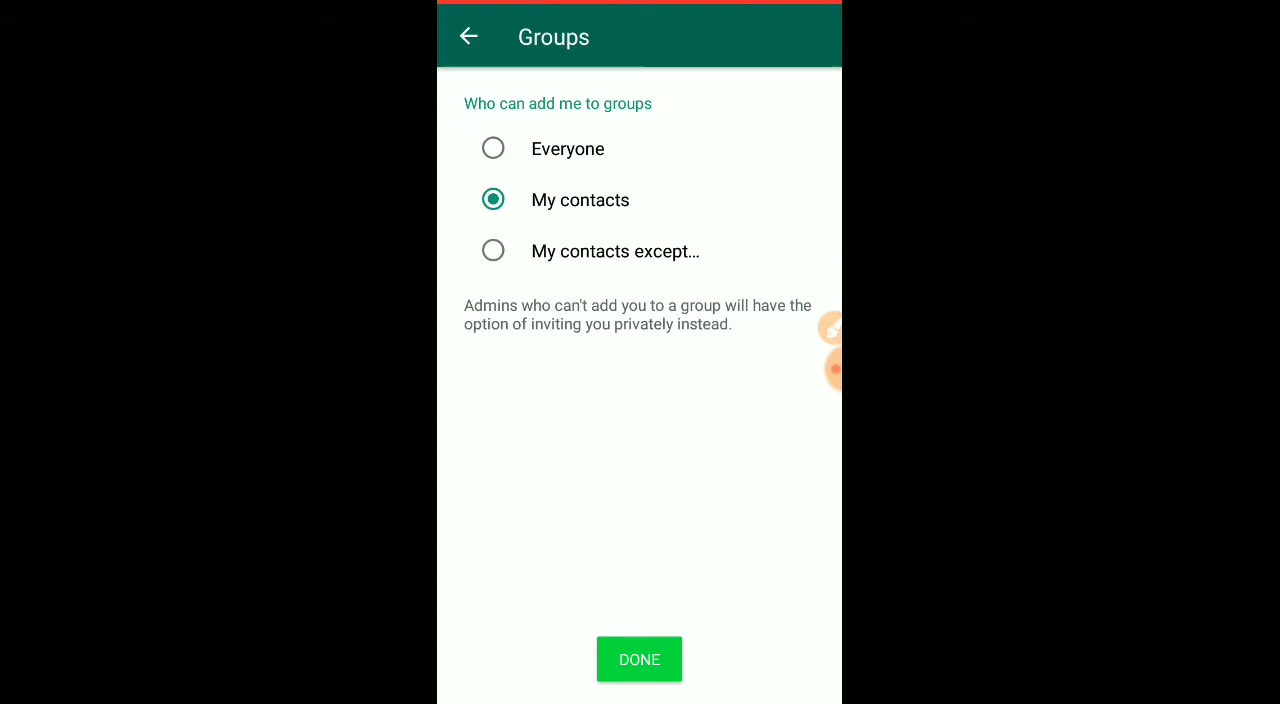 Groups
Who can add me to groups
Everyone
My contacts
My contacts except...
Admins who can't add you to a group will have the
option of inviting you privately instead.
DONE